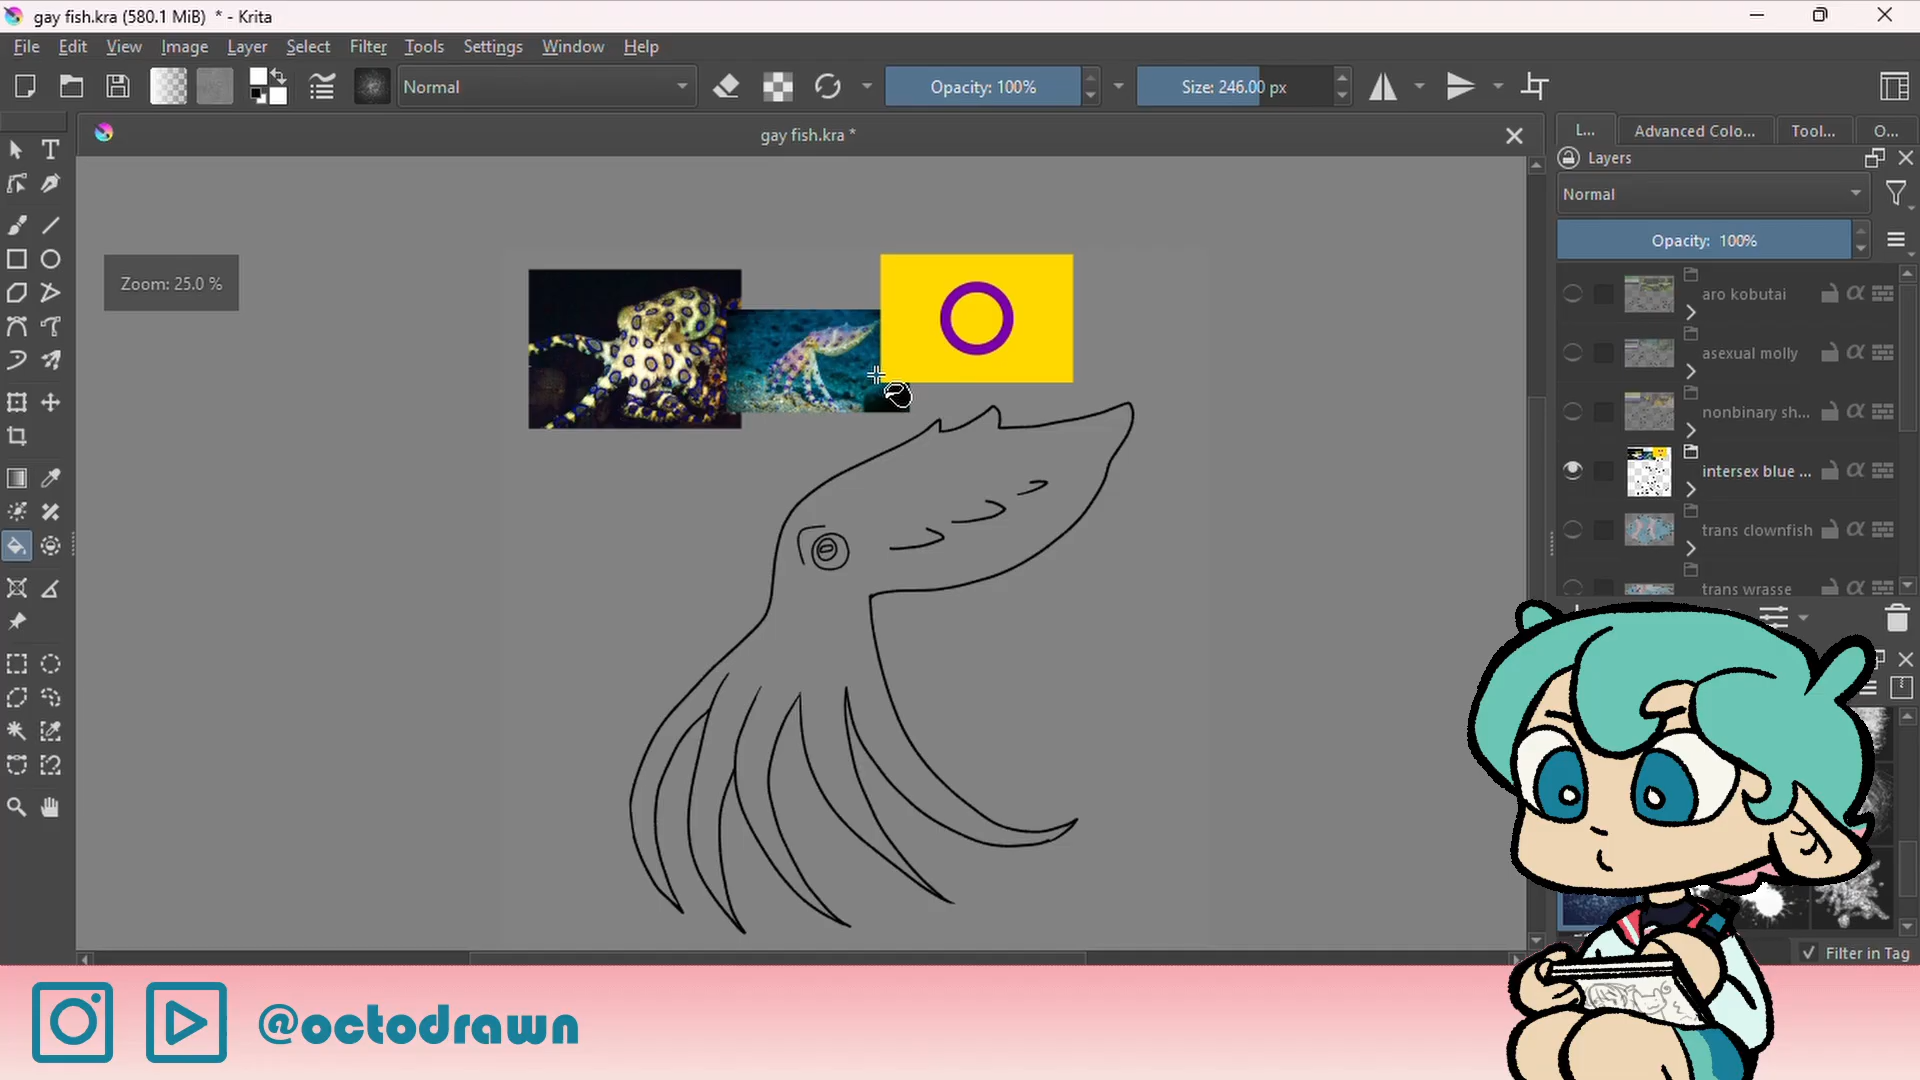 gay fish.kra (580.1 MiB) * - Krita
File Edit View Image Layer Select Filter Tools Settings Window Help
Normal
Opacity: 100%
Size: 246.00 px
gay fish.kra *
L...
Advanced Colo...
Tool...
O...
Layers
Normal
Opacity: 100%
Zoom: 25.0 %
aro kobutai
asexual molly
nonbinary sh...
intersex blue ...
trans clownfish
trans wrasse
Filter in Tag
@octodrawn